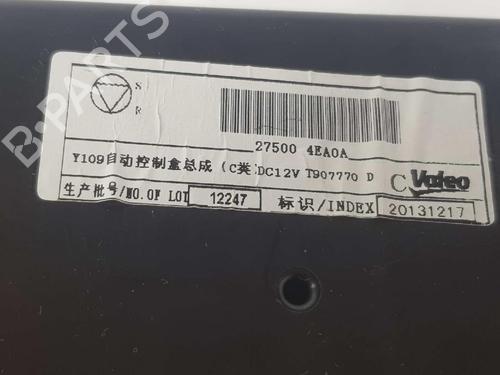 S
R
27500 4EA0A
Y109自动控制盒总成 (C类)DC12V T907770 D
C Valeo
生产批号/NO.OF LOT 12247 标识/INDEX 20131217
B-PARTS